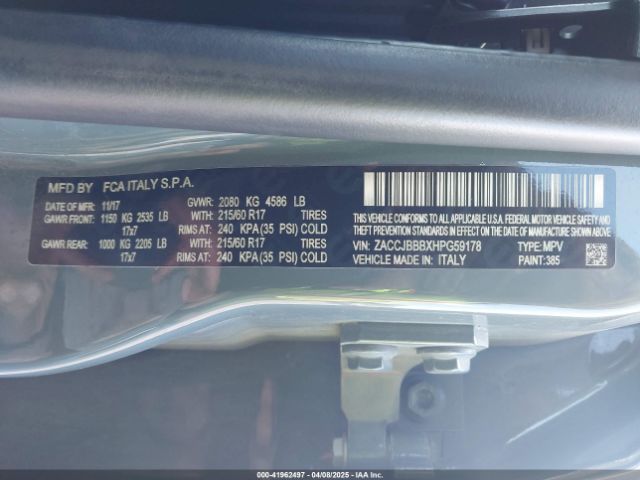 MFD BY FCA ITALY S.P.A.
DATE OF MFR: 11/17 GVWR: 2080 KG 4586 LB
GAWR FRONT: 1150 KG 2535 LB WITH: 215/60 R17 TIRES
17x7 RIMS AT: 240 KPA(35 PSI) COLD
GAWR REAR: 1000 KG 2205 LB WITH: 215/60 R17 TIRES
17x7 RIMS AT: 240 KPA(35 PSI) COLD
THIS VEHICLE CONFORMS TO ALL APPLICABLE U.S.A. FEDERAL MOTOR VEHICLE SAFETY, BUMPER, AND
THEFT PREVENTION STANDARDS IN EFFECT ON THE DATE OF MANUFACTURE SHOWN ABOVE.
VIN: ZACCJBBBXHPG59178 TYPE: MPV
VEHICLE MADE IN: ITALY PAINT: 385
000-41962497 - 04/08/2025 - IAAI Inc.